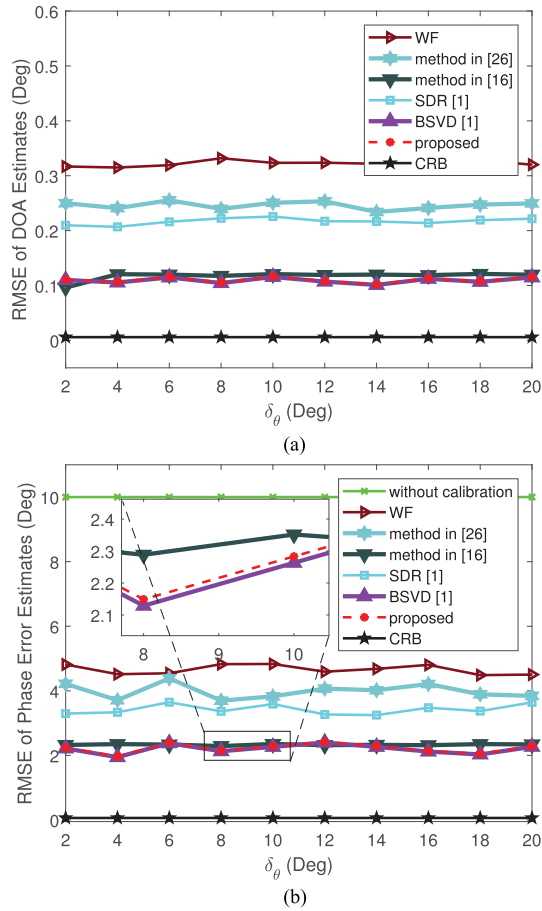 0.6
0.5
0.4
0.3
0.2
0.1
0
RMSE of DOA Estimates (Deg)
WF
method in [26]
method in [16]
SDR [1]
BSVD [1]
proposed
CRB
2 4 6 8 10 12 14 16 18 20
δθ (Deg)
(a)
10
8
6
4
2
0
RMSE of Phase Error Estimates (Deg)
2.4
2.3
2.2
2.1
8 9 10
without calibration
WF
method in [26]
method in [16]
SDR [1]
BSVD [1]
proposed
CRB
2 4 6 8 10 12 14 16 18 20
δθ (Deg)
(b)